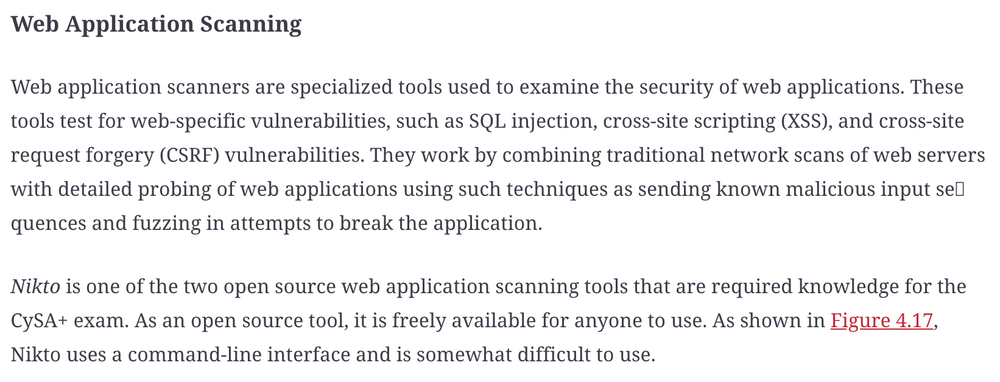 Web Application Scanning
Web application scanners are specialized tools used to examine the security of web applications. These
tools test for web-specific vulnerabilities, such as SQL injection, cross-site scripting (XSS), and cross-site
request forgery (CSRF) vulnerabilities. They work by combining traditional network scans of web servers
with detailed probing of web applications using such techniques as sending known malicious input se▯
quences and fuzzing in attempts to break the application.
Nikto is one of the two open source web application scanning tools that are required knowledge for the
CySA+ exam. As an open source tool, it is freely available for anyone to use. As shown in Figure 4.17,
Nikto uses a command-line interface and is somewhat difficult to use.